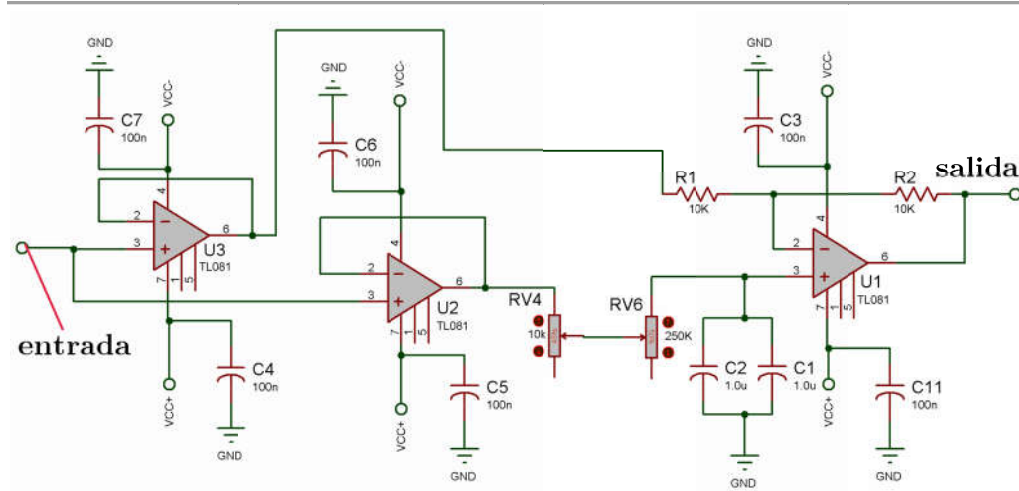 GND
VCC-
C7
100n
4
2
3
6
7
1
5
U3
TL081
entrada
C4
100n
VCC+
GND
GND
VCC-
C6
100n
4
2
3
6
7
1
5
U2
TL081
C5
100n
VCC+
GND
RV4
10k
RV6
250K
GND
VCC-
C3
100n
R1
10K
R2
10K
salida
4
2
3
6
7
1
5
U1
TL081
C2
1.0u
C1
1.0u
GND
C11
100n
VCC+
GND